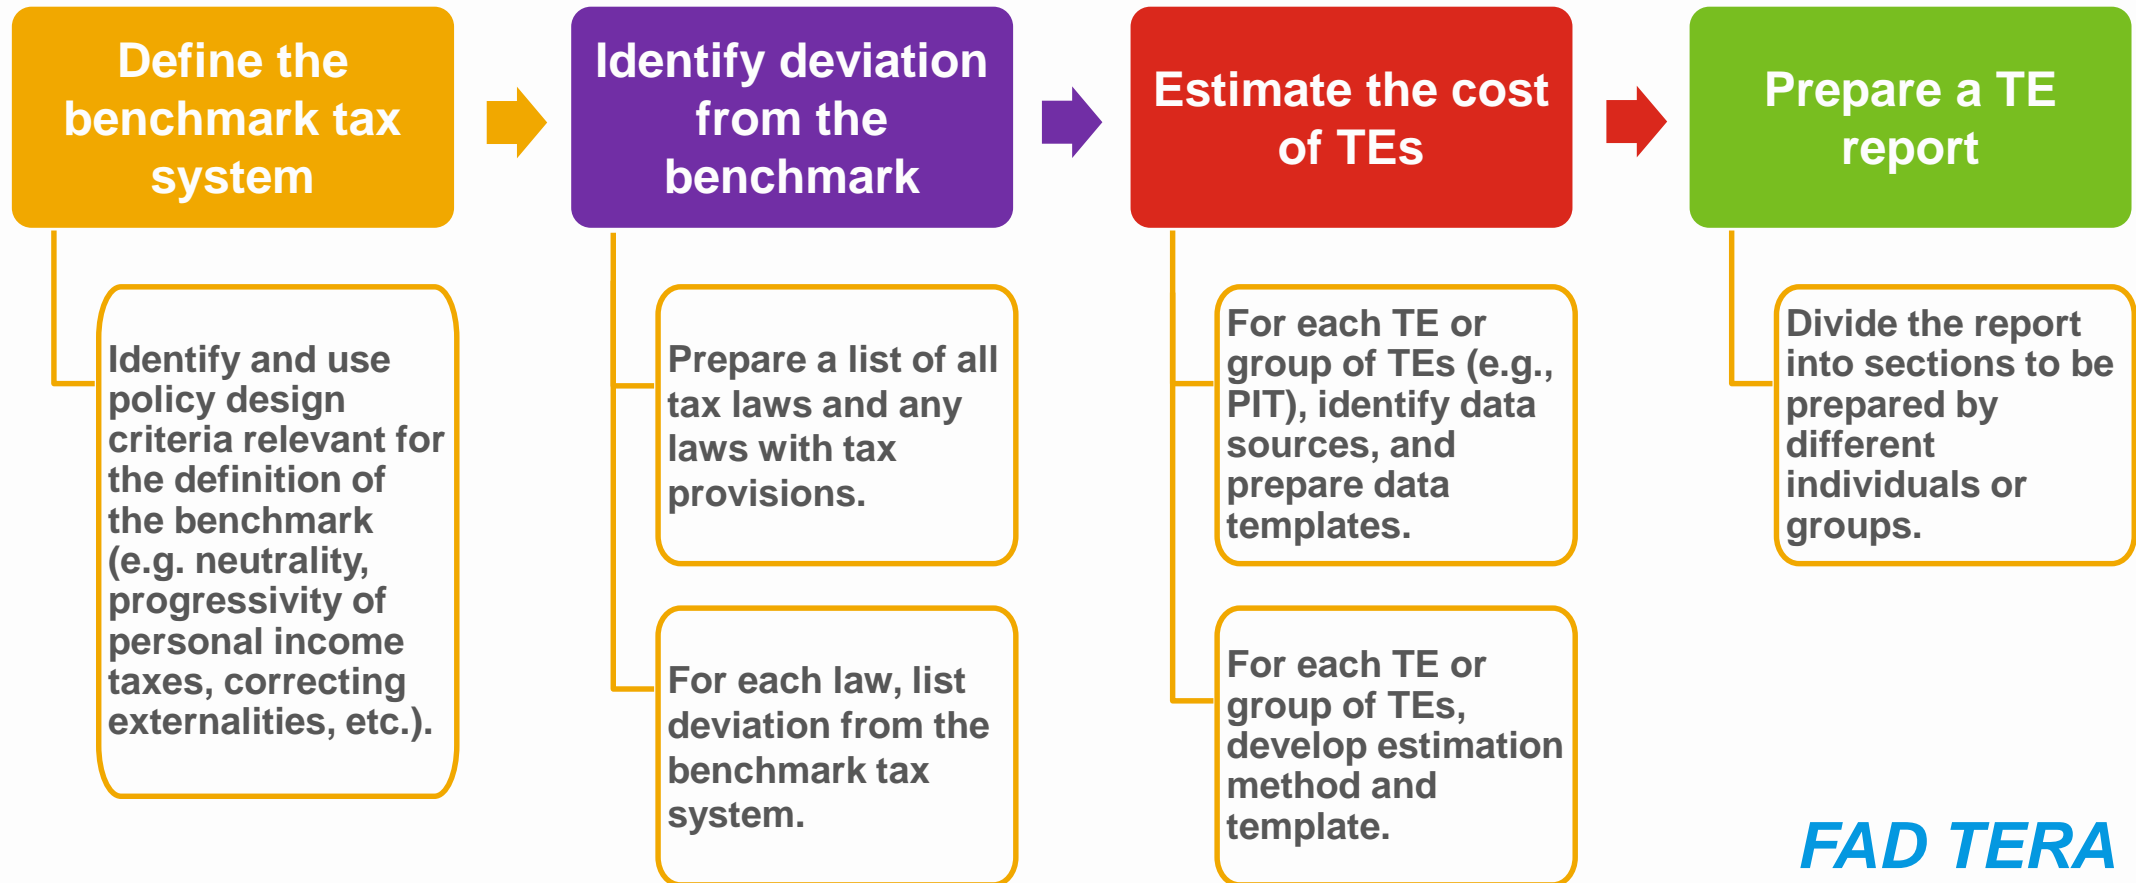 Define the
benchmark tax
system
Identify and use
policy design
criteria relevant for
the definition of
the benchmark
(e.g. neutrality,
progressivity of
personal income
taxes, correcting
externalities, etc.).
Identify deviation
from the
benchmark
Prepare a list of all
tax laws and any
laws with tax
provisions.
For each law, list
deviation from the
benchmark tax
system.
Estimate the cost
of TEs
For each TE or
group of TEs (e.g.,
PIT), identify data
sources, and
prepare data
templates.
For each TE or
group of TEs,
develop estimation
method and
template.
Prepare a TE
report
Divide the report
into sections to be
prepared by
different
individuals or
groups.
FAD TERA